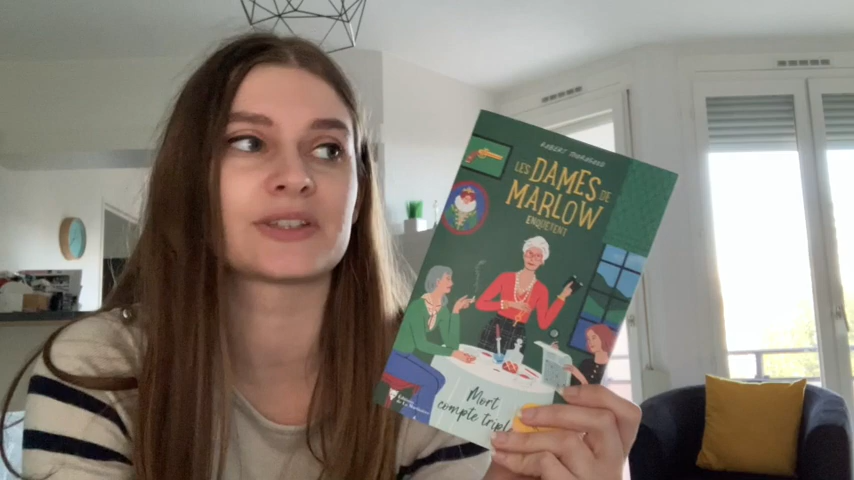 ROBERT THOROGOOD
LES DAMES DE
MARLOW
ENQUÊTENT
Mort
compte triple